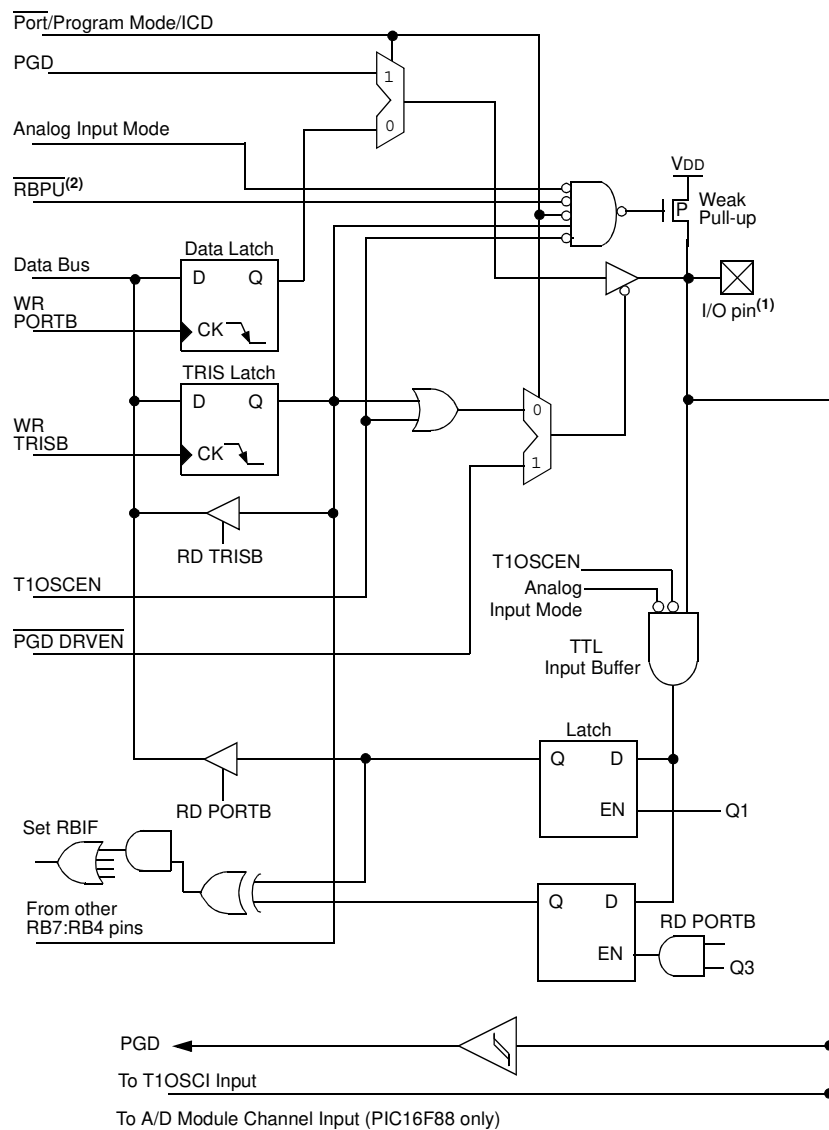 Port/Program Mode/ICD
PGD
1
0
Analog Input Mode
RBPU(2)
VDD
P
Weak
Pull-up
Data Latch
Data Bus
D
Q
WR
PORTB
CK
I/O pin(1)
TRIS Latch
D
Q
WR
TRISB
CK
0
1
RD TRISB
T1OSCEN
T1OSCEN
Analog
Input Mode
PGD DRVEN
TTL
Input Buffer
Latch
Q
D
EN
Q1
RD PORTB
Set RBIF
From other
RB7:RB4 pins
Q
D
EN
RD PORTB
Q3
PGD
To T1OSCI Input
To A/D Module Channel Input (PIC16F88 only)